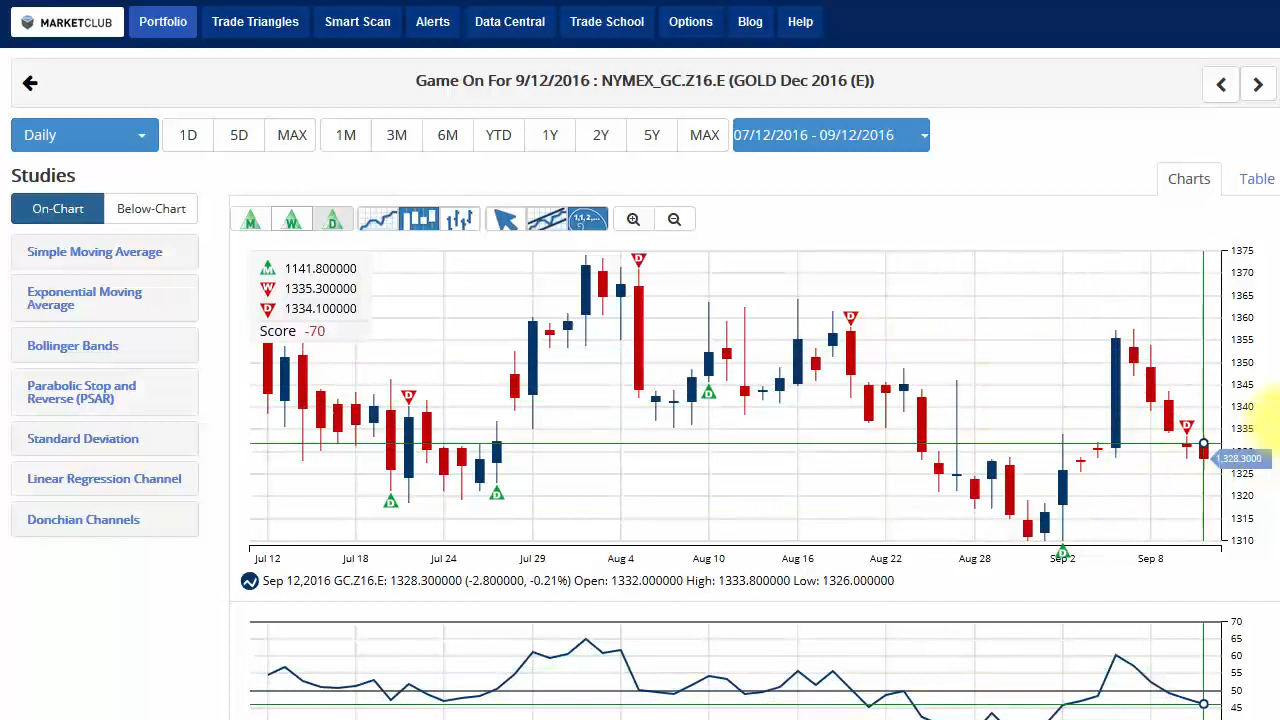 MARKETCLUB Portfolio Trade Triangles Smart Scan Alerts Data Central Trade School Options Blog Help
Game On For 9/12/2016 : NYMEX_GC.Z16.E (GOLD Dec 2016 (E))
Daily 1D 5D MAX 1M 3M 6M YTD 1Y 2Y 5Y MAX 07/12/2016 - 09/12/2016
Studies
Charts Table
On-Chart Below-Chart
M W D
Simple Moving Average
Exponential Moving
Average
Bollinger Bands
Parabolic Stop and
Reverse (PSAR)
Standard Deviation
Linear Regression Channel
Donchian Channels
M 1141.800000
W 1335.300000
D 1334.100000
Score -70
D
D
D
D
D
D
D
D
1375
1370
1365
1360
1355
1350
1345
1340
1335
1,328.3000
1325
1320
1315
1310
Jul 12 Jul 18 Jul 24 Jul 29 Aug 4 Aug 10 Aug 16 Aug 22 Aug 28 Sep 2 Sep 8
Sep 12,2016 GC.Z16.E: 1328.300000 (-2.800000, -0.21%) Open: 1332.000000 High: 1333.800000 Low: 1326.000000
70
65
60
55
50
45